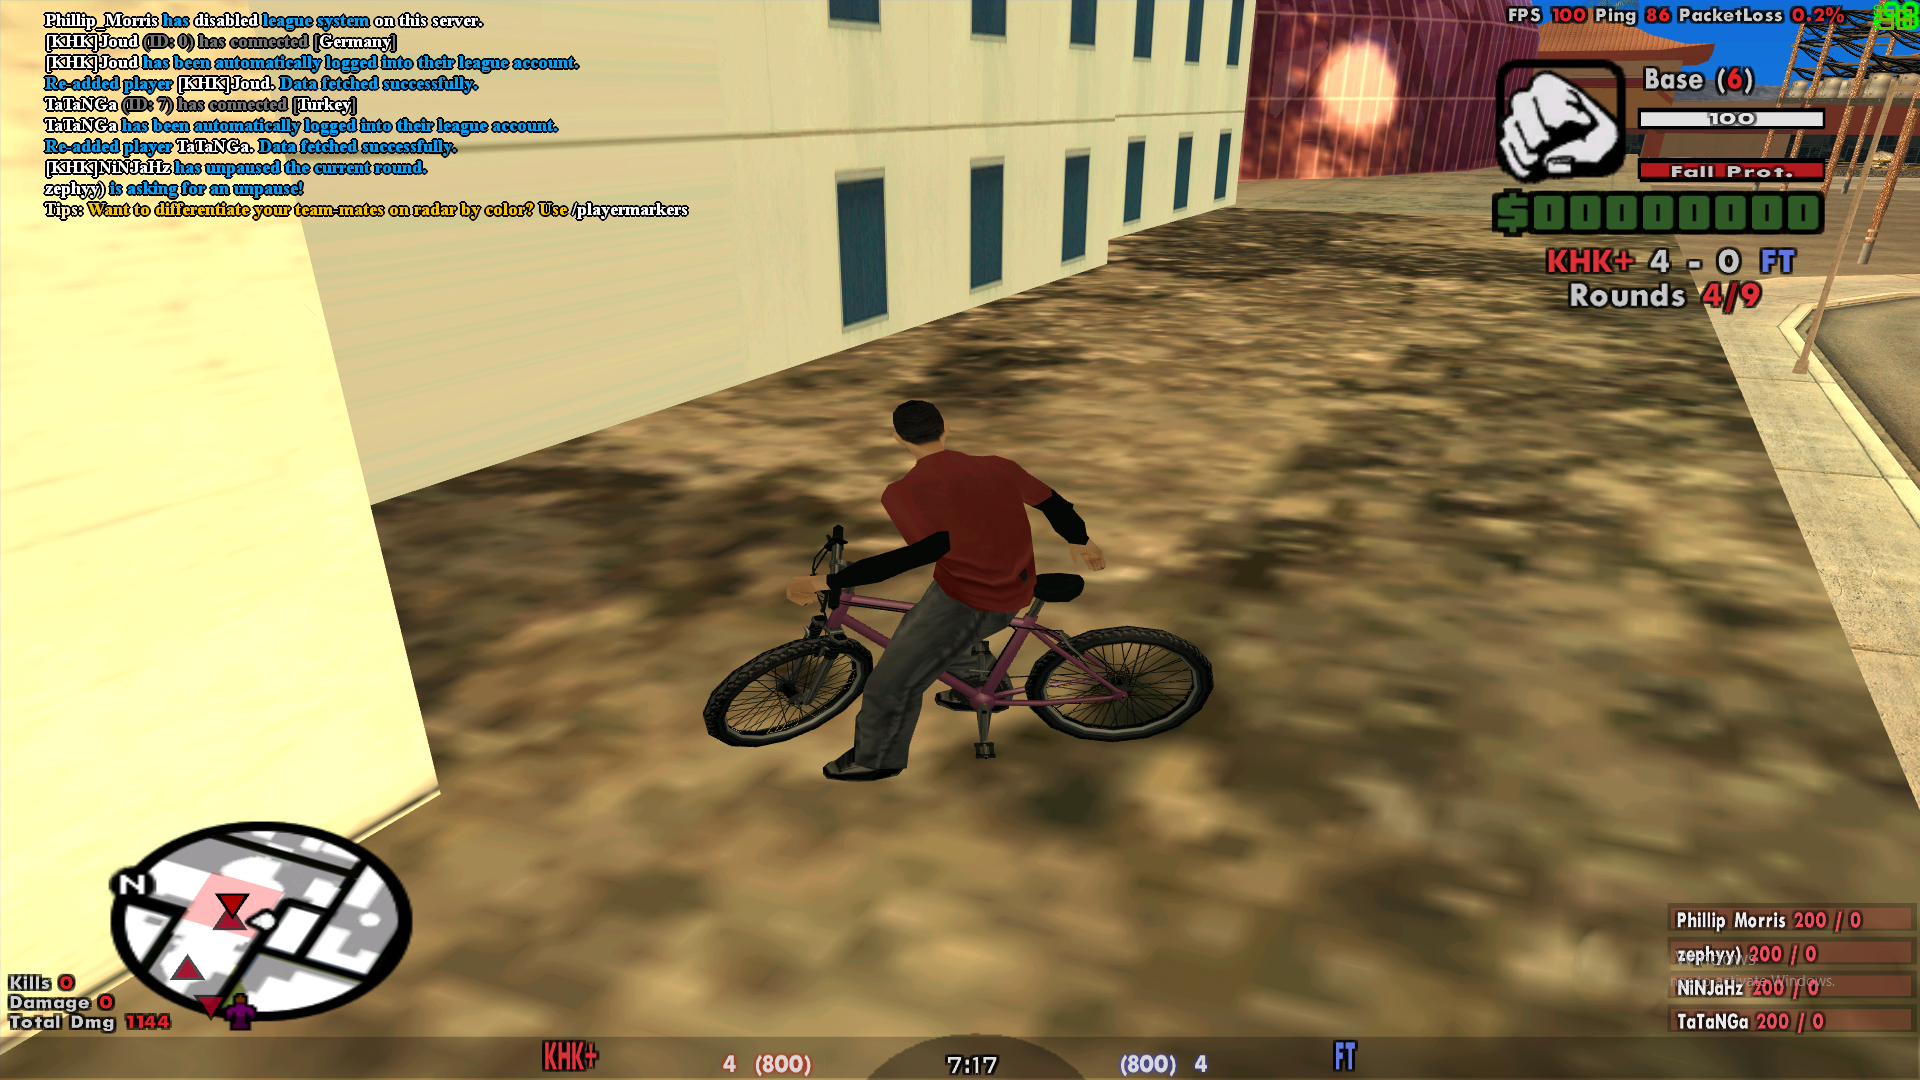 Phillip_Morris has disabled league system on this server.
[KHK]Joud (ID: 0) has connected [Germany]
[KHK]Joud has been automatically logged into their league account.
Re-added player [KHK]Joud. Data fetched successfully.
TaTaNGa (ID: 7) has connected [Turkey]
TaTaNGa has been automatically logged into their league account.
Re-added player TaTaNGa. Data fetched successfully.
[KHK]NiNJaHz has unpaused the current round.
zephyy) is asking for an unpause!
Tips: Want to differentiate your team-mates on radar by color? Use /playermarkers
FPS 100 Ping 86 PacketLoss 0.2%
Base (6)
100
Fall Prot.
$00000000
KHK+ 4 - 0 FT
Rounds 4/9
N
Kills 0
Damage 0
Total Dmg 1144
Phillip Morris 200 / 0
zephyy) 200 / 0
NiNJaHz 200 / 0
Windows.
TaTaNGa 200 / 0
KHK+ 4 (800) 7:17 (800) 4 FT